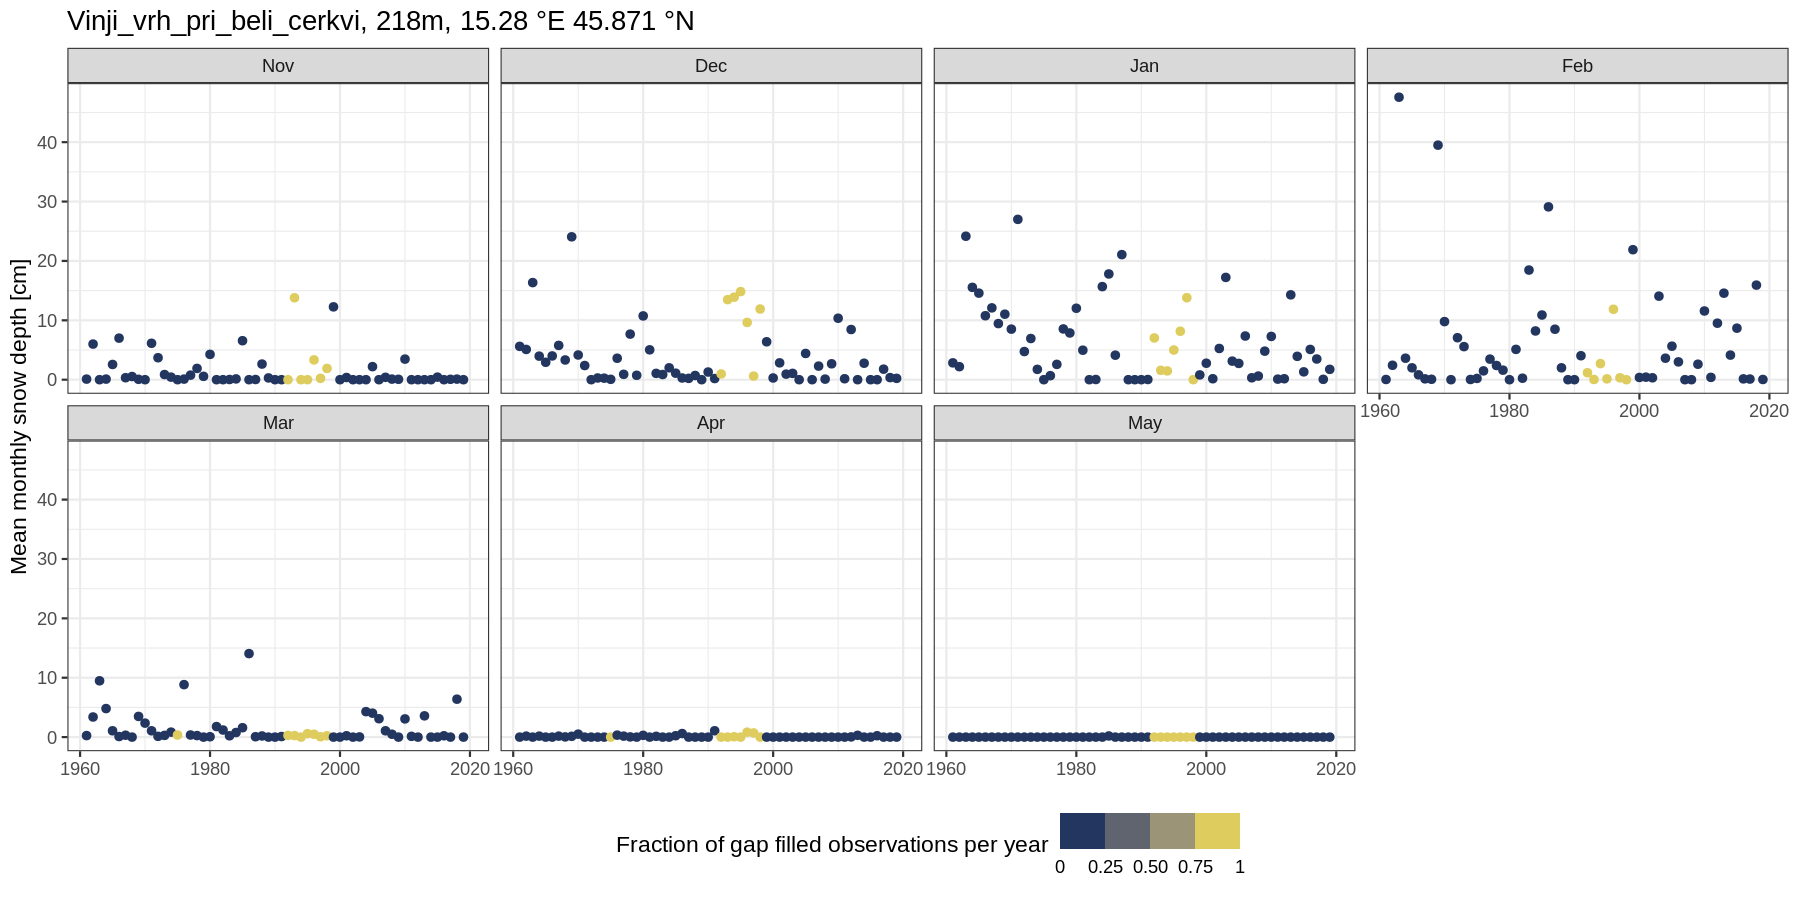 Vinji_vrh_pri_beli_cerkvi, 218m, 15.28 °E 45.871 °N
Nov
Dec
Jan
Feb
Mean monthly snow depth [cm]
40
30
20
10
0
1960 1980 2000 2020
Mar
Apr
May
40
30
20
10
0
1960 1980 2000 2020
1960 1980 2000 2020
1960 1980 2000 2020
Fraction of gap filled observations per year
0 0.25 0.50 0.75 1